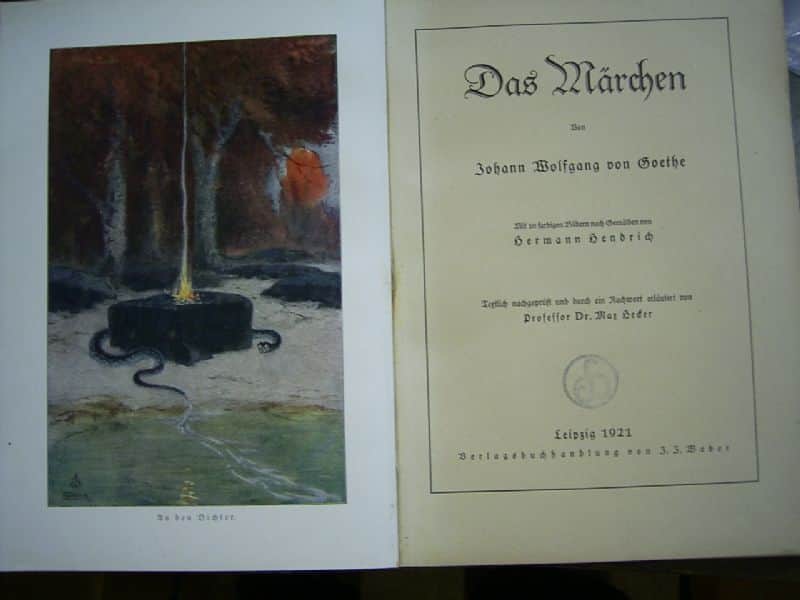 An den Dichter.
Das Märchen
Von
Johann Wolfgang von Goethe
Mit 10 farbigen Bildern nach Gemälden von
Hermann Hendrich
Textlich nachgeprüft und durch ein Nachwort erläutert von
Professor Dr. Max Hecker
Leipzig 1921
Verlagsbuchhandlung von J. J. Weber